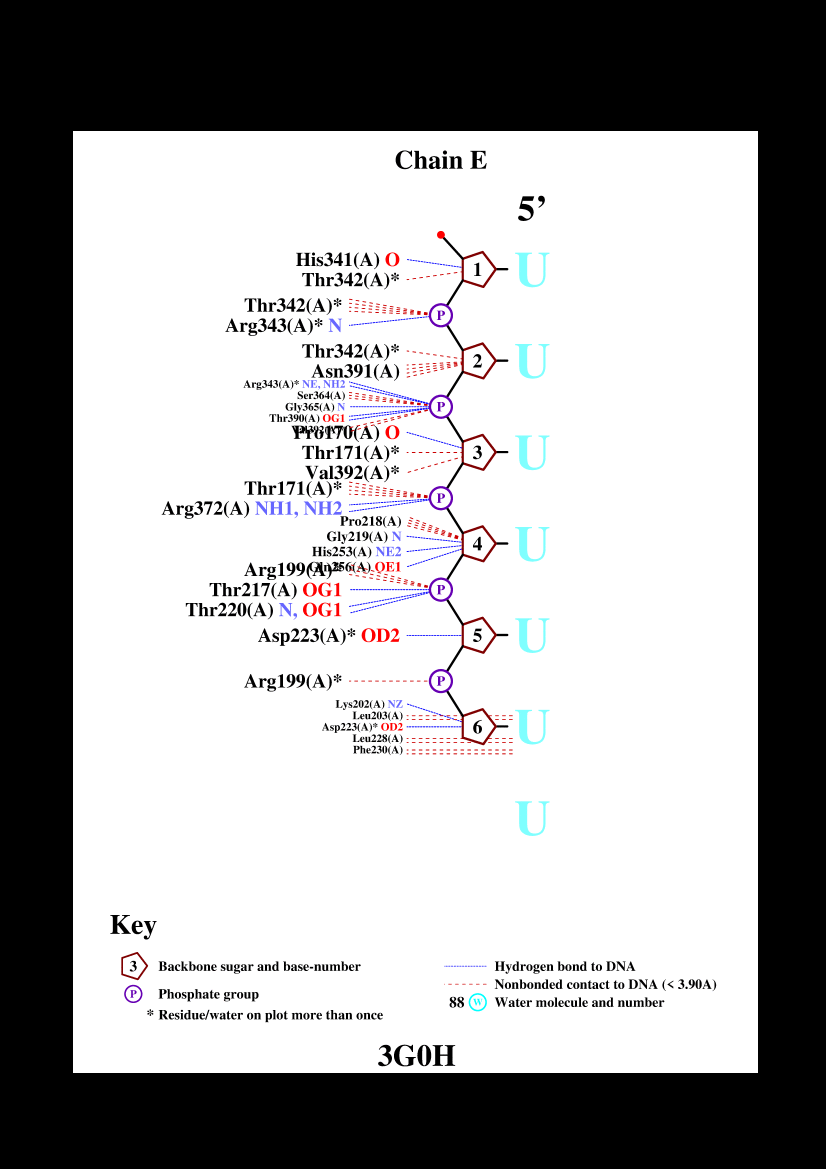 Chain E
5’
His341(A) O
1
U
Thr342(A)*
Thr342(A)*
P
Arg343(A)* N
Thr342(A)*
2
U
Asn391(A)
Arg343(A)* NE, NH2
Ser364(A)
Gly365(A) N
P
Thr390(A) OG1
Pro170(A) O
Thr171(A)*
3
U
Val392(A)*
Thr171(A)*
P
Arg372(A) NH1, NH2
Pro218(A)
Gly219(A) N
4
U
His253(A) NE2
Gln256(A) OE1
Arg199(A)*
Thr217(A) OG1
P
Thr220(A) N, OG1
Asp223(A)* OD2
5
U
Arg199(A)*
P
Lys202(A) NZ
Leu203(A)
Asp223(A)* OD2
6
U
Leu228(A)
Phe230(A)
U
Key
3 Backbone sugar and base-number
P Phosphate group
* Residue/water on plot more than once
Hydrogen bond to DNA
Nonbonded contact to DNA (< 3.90A)
88 W Water molecule and number
3G0H